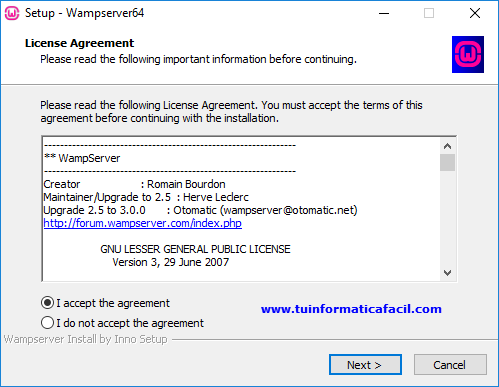 Setup - Wampserver64
License Agreement
Please read the following important information before continuing.
Please read the following License Agreement. You must accept the terms of this
agreement before continuing with the installation.
------------------------------------------------------------
** WampServer
------------------------------------------------------------
Creator : Romain Bourdon
Maintainer/Upgrade to 2.5 : Herve Leclerc
Upgrade 2.5 to 3.0.0 : Otomatic (wampserver@otomatic.net)
http://forum.wampserver.com/index.php
GNU LESSER GENERAL PUBLIC LICENSE
Version 3, 29 June 2007
I accept the agreement
www.tuinformaticafacil.com
I do not accept the agreement
Wampserver Install by Inno Setup
Next >
Cancel